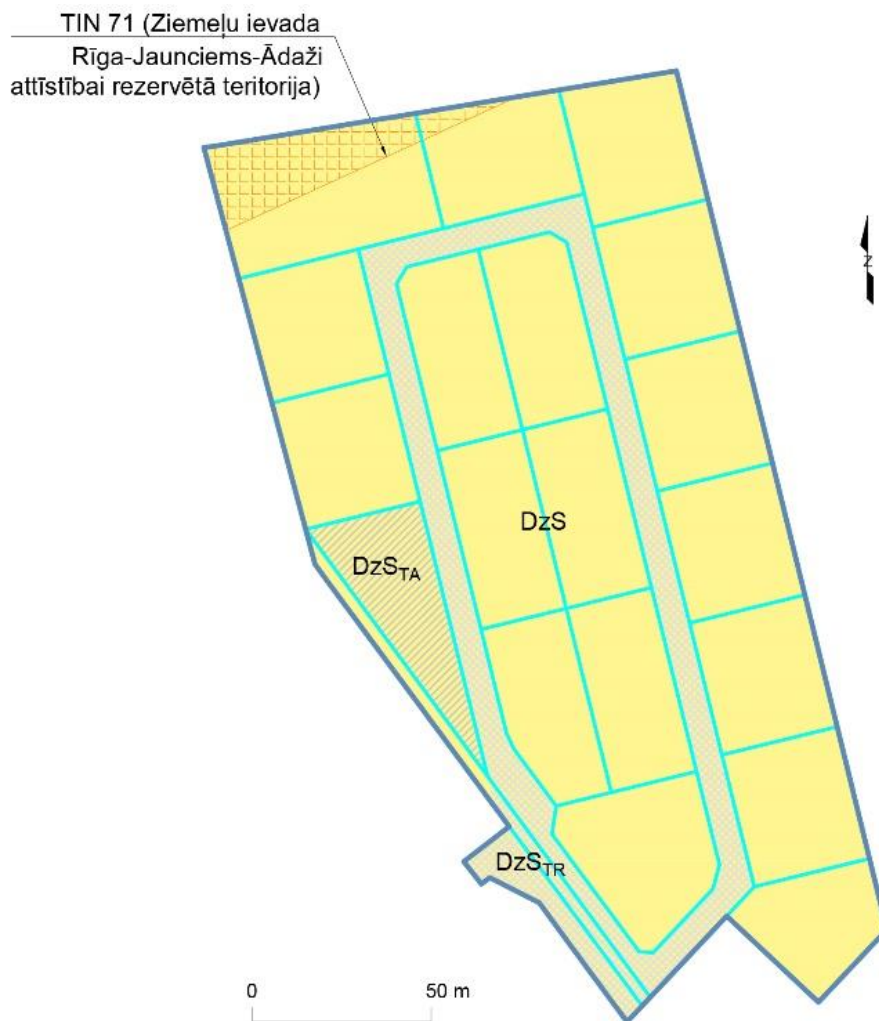 TIN 71 (Ziemeļu ievada
Rīga-Jaunciems-Ādaži
attīstībai rezervētā teritorija)
Z
DzS
DzSTA
DzSTR
0 50 m